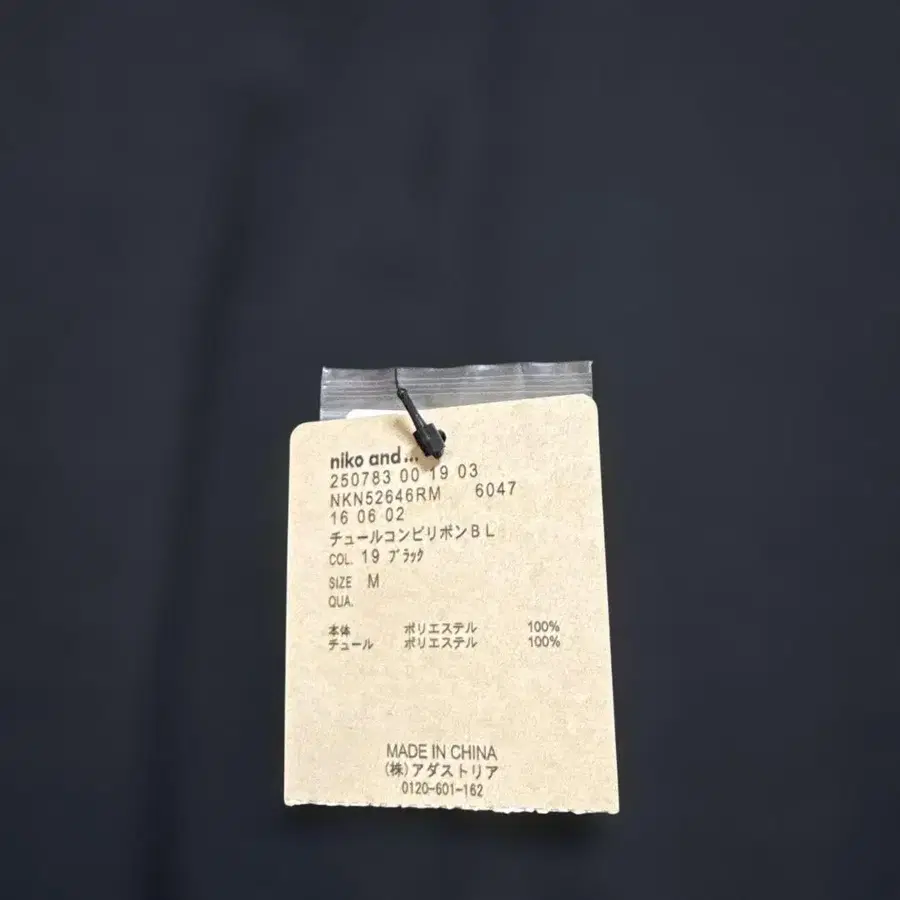 niko and...
250783 00 19 03
NKN52646RM 6047
16 06 02
チュールコンビリボンBL
COL. 19 ブラック
SIZE M
QUA.
本体 ポリエステル 100%
チュール ポリエステル 100%
MADE IN CHINA
(株)アダストリア
0120-601-162